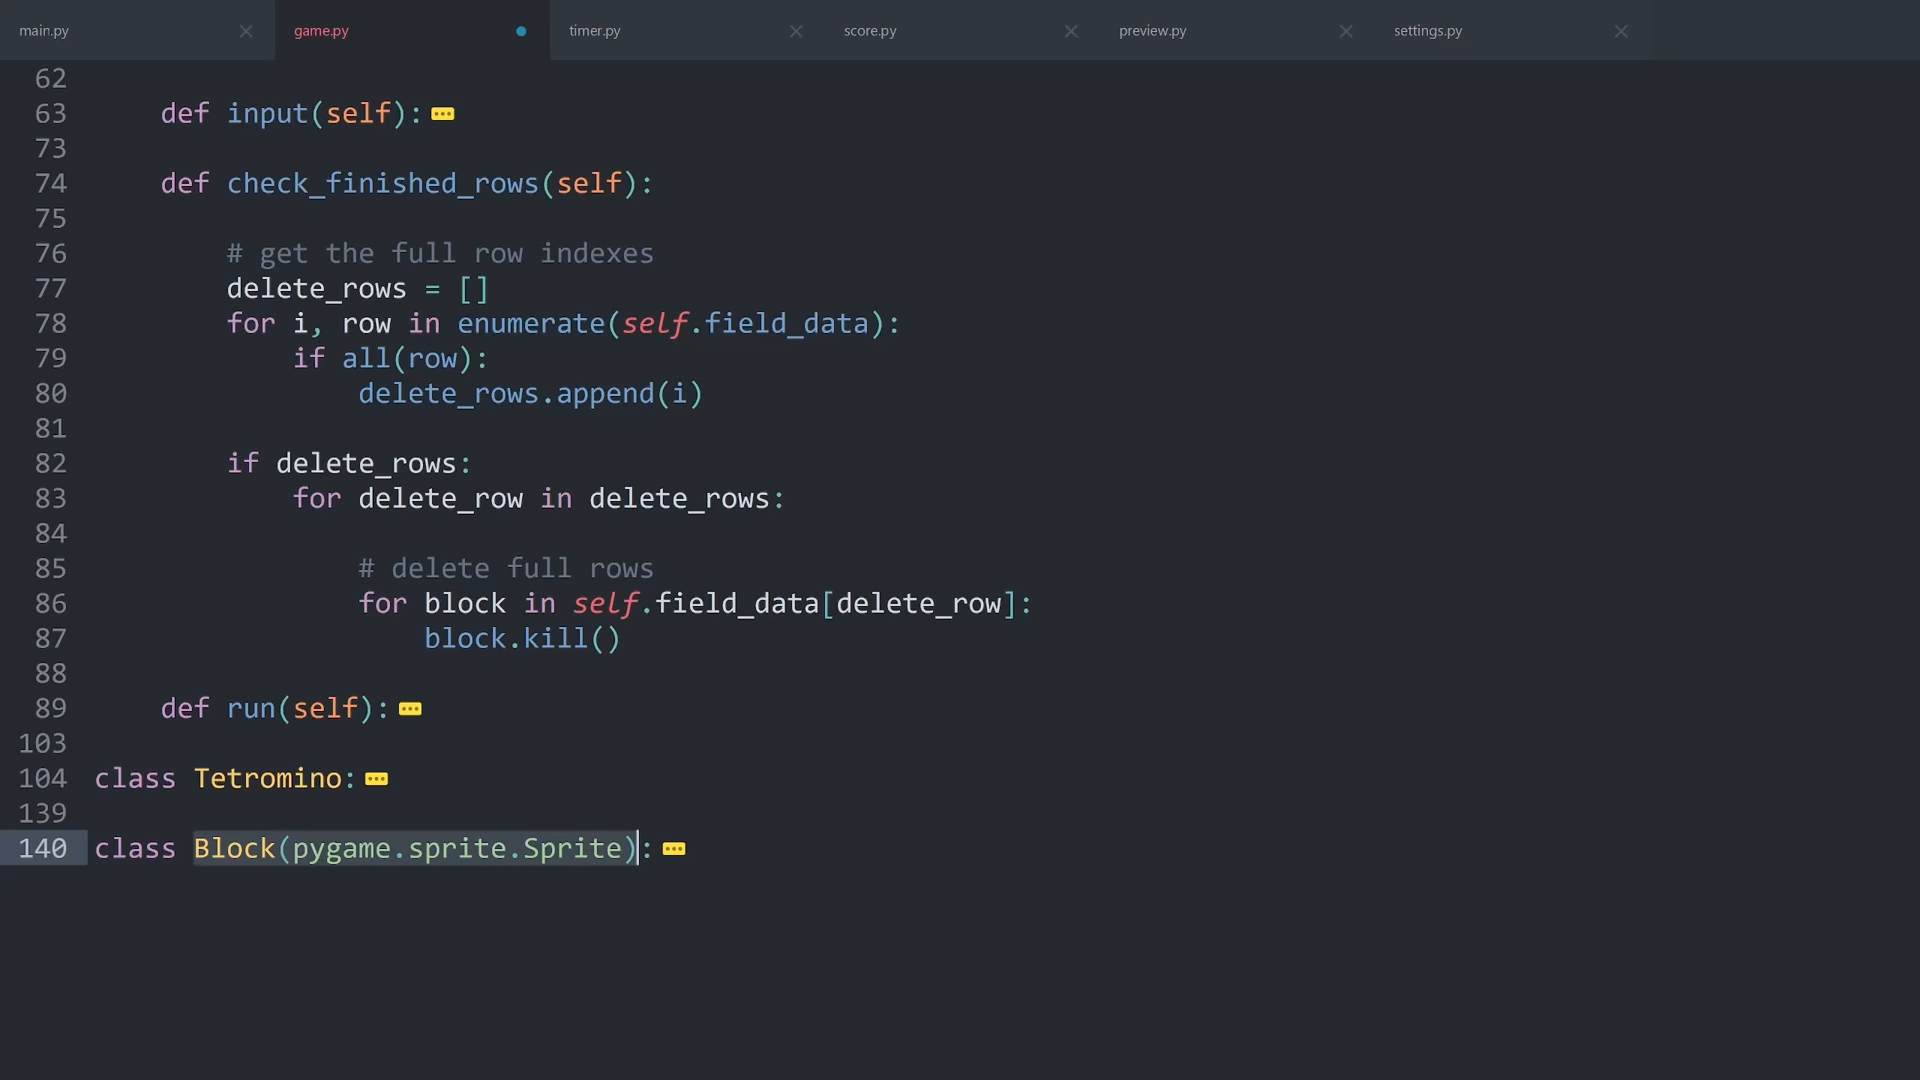 main.py game.py timer.py score.py preview.py settings.py
62
63 def input(self):
73
74 def check_finished_rows(self):
75
76 # get the full row indexes
77 delete_rows = []
78 for i, row in enumerate(self.field_data):
79 if all(row):
80 delete_rows.append(i)
81
82 if delete_rows:
83 for delete_row in delete_rows:
84
85 # delete full rows
86 for block in self.field_data[delete_row]:
87 block.kill()
88
89 def run(self):
103
104 class Tetromino:
139
140 class Block(pygame.sprite.Sprite):